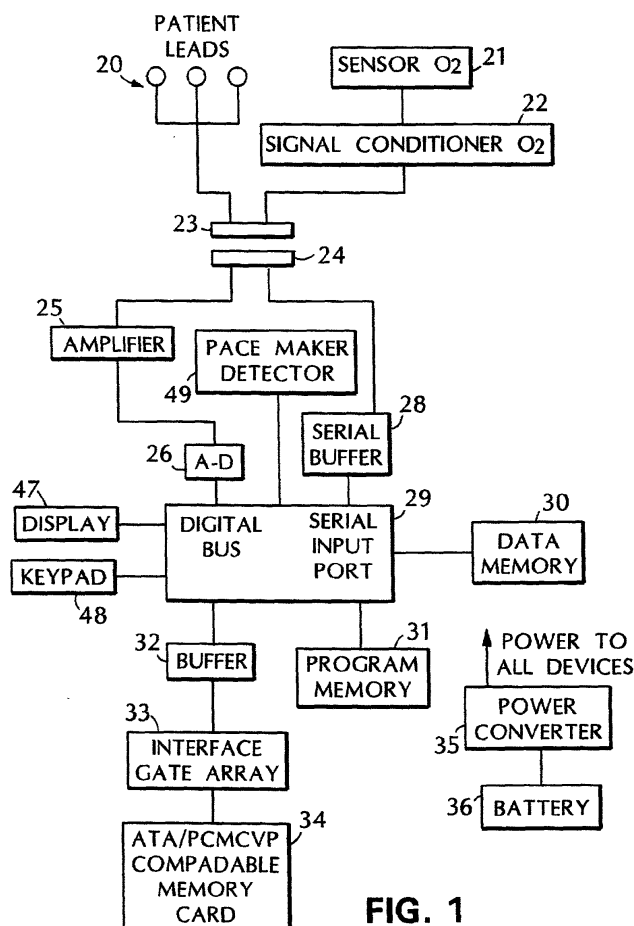 PATIENT
LEADS
20
SENSOR O2
21
22
SIGNAL CONDITIONER O2
23
24
25
AMPLIFIER
PACE MAKER
DETECTOR
49
28
SERIAL
BUFFER
26
A-D
47
DISPLAY
DIGITAL
BUS
SERIAL
INPUT
PORT
29
30
DATA
MEMORY
KEYPAD
48
32
BUFFER
31
PROGRAM
MEMORY
POWER TO
ALL DEVICES
33
INTERFACE
GATE ARRAY
POWER
CONVERTER
35
36
BATTERY
34
ATA/PCMCVP
COMPADABLE
MEMORY
CARD
FIG. 1